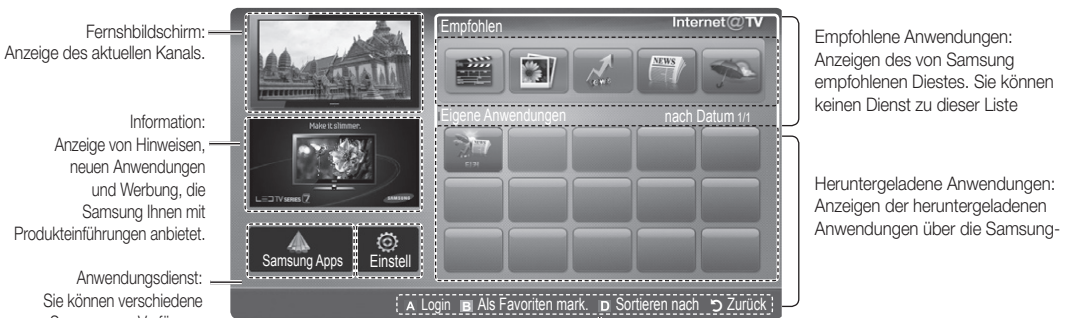 Fernshbildschirm:
Anzeige des aktuellen Kanals.
Information:
Anzeige von Hinweisen,
neuen Anwendungen
und Werbung, die
Samsung Ihnen mit
Produkteinführungen anbietet.
Anwendungsdienst:
Sie können verschiedene
Make it slimmer.
LED TV SERIES 7
SAMSUNG
Samsung Apps
Einstell
Empfohlen
Internet@TV
NEWS
Eigene Anwendungen
nach Datum 1/1
A Login B Als Favoriten mark. D Sortieren nach Zurück
Empfohlene Anwendungen:
Anzeigen des von Samsung
empfohlenen Diestes. Sie können
keinen Dienst zu dieser Liste
Heruntergeladene Anwendungen:
Anzeigen der heruntergeladenen
Anwendungen über die Samsung-